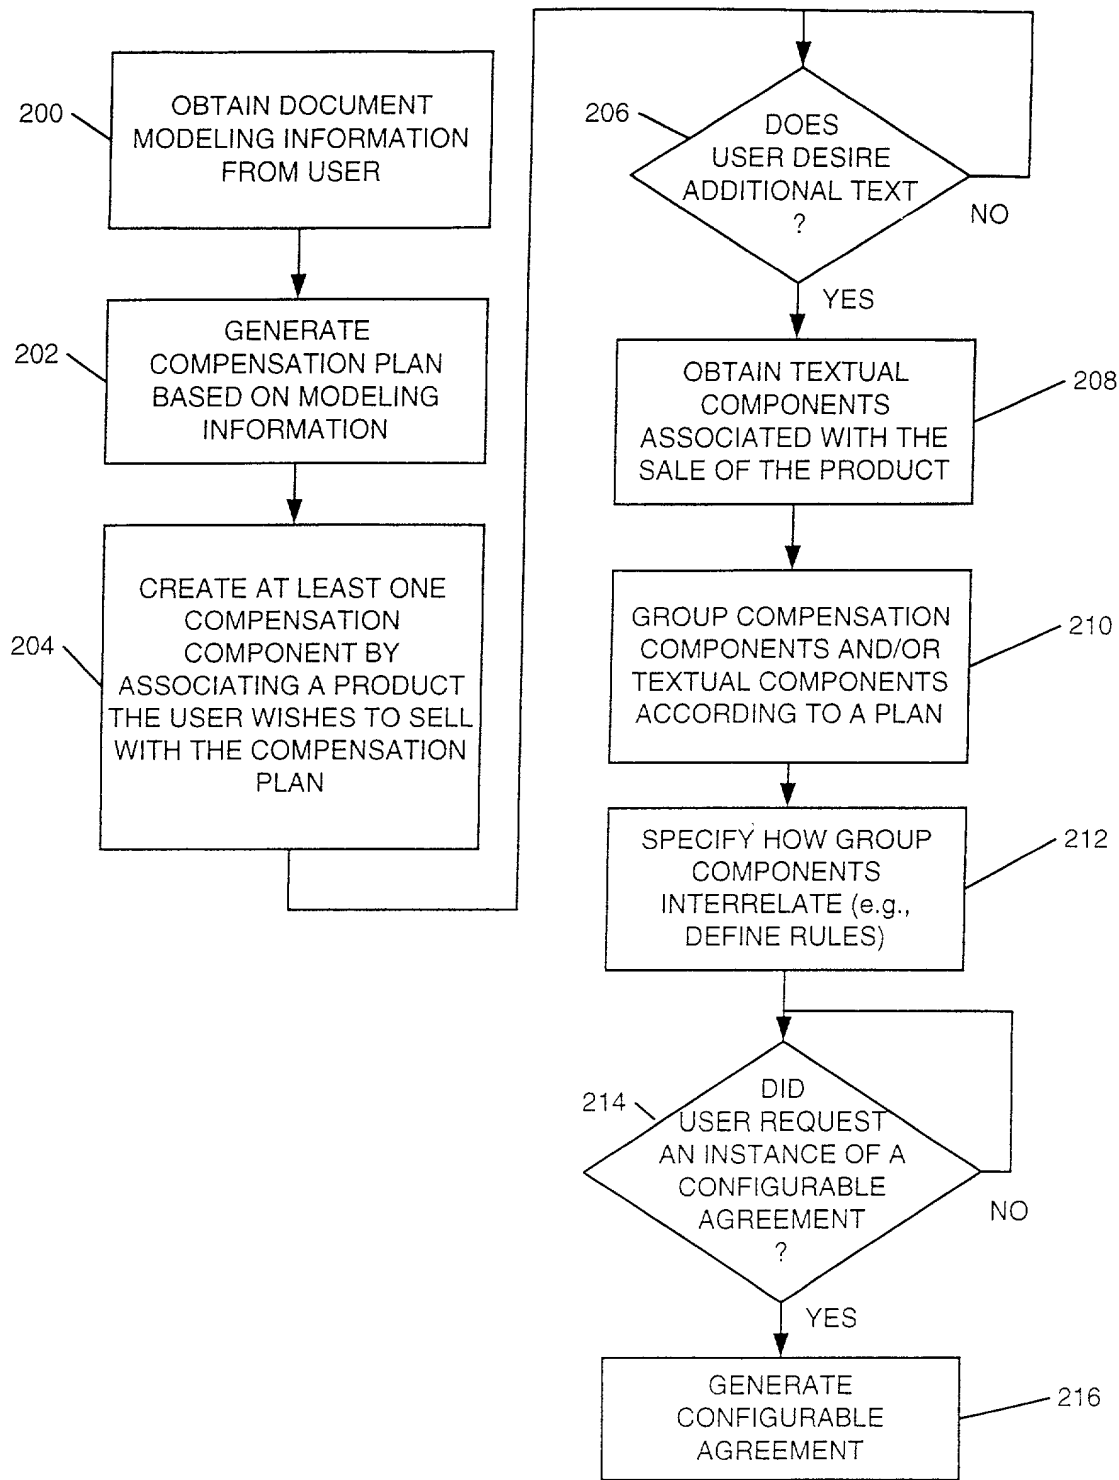 200
OBTAIN DOCUMENT
MODELING INFORMATION
FROM USER
202
GENERATE
COMPENSATION PLAN
BASED ON MODELING
INFORMATION
204
CREATE AT LEAST ONE
COMPENSATION
COMPONENT BY
ASSOCIATING A PRODUCT
THE USER WISHES TO SELL
WITH THE COMPENSATION
PLAN
206
DOES
USER DESIRE
ADDITIONAL TEXT
?
NO
YES
OBTAIN TEXTUAL
COMPONENTS
ASSOCIATED WITH THE
SALE OF THE PRODUCT
208
GROUP COMPENSATION
COMPONENTS AND/OR
TEXTUAL COMPONENTS
ACCORDING TO A PLAN
210
SPECIFY HOW GROUP
COMPONENTS
INTERRELATE (e.g.,
DEFINE RULES)
212
214
DID
USER REQUEST
AN INSTANCE OF A
CONFIGURABLE
AGREEMENT
?
NO
YES
GENERATE
CONFIGURABLE
AGREEMENT
216